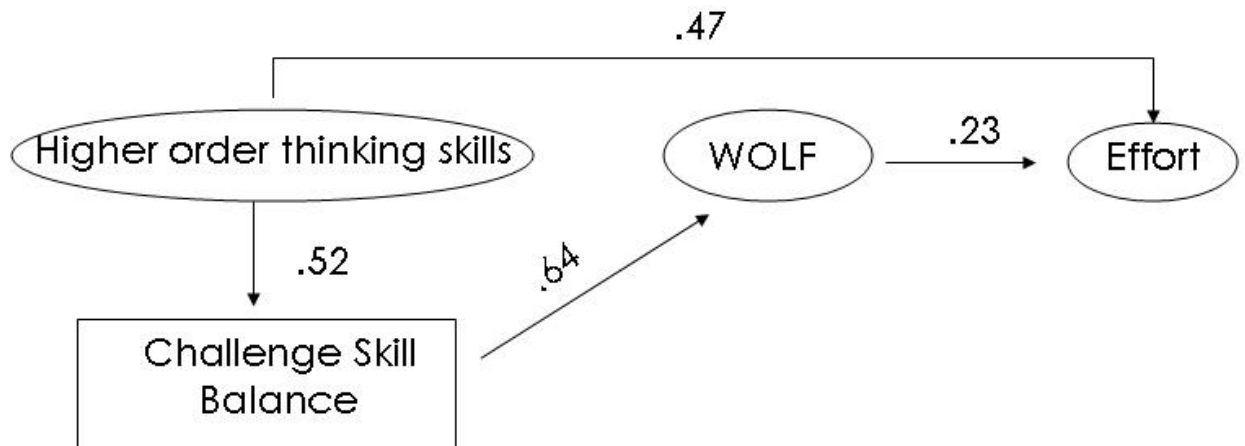 .47
Higher order thinking skills
WOLF
.23
Effort
.52
.64
Challenge Skill
Balance